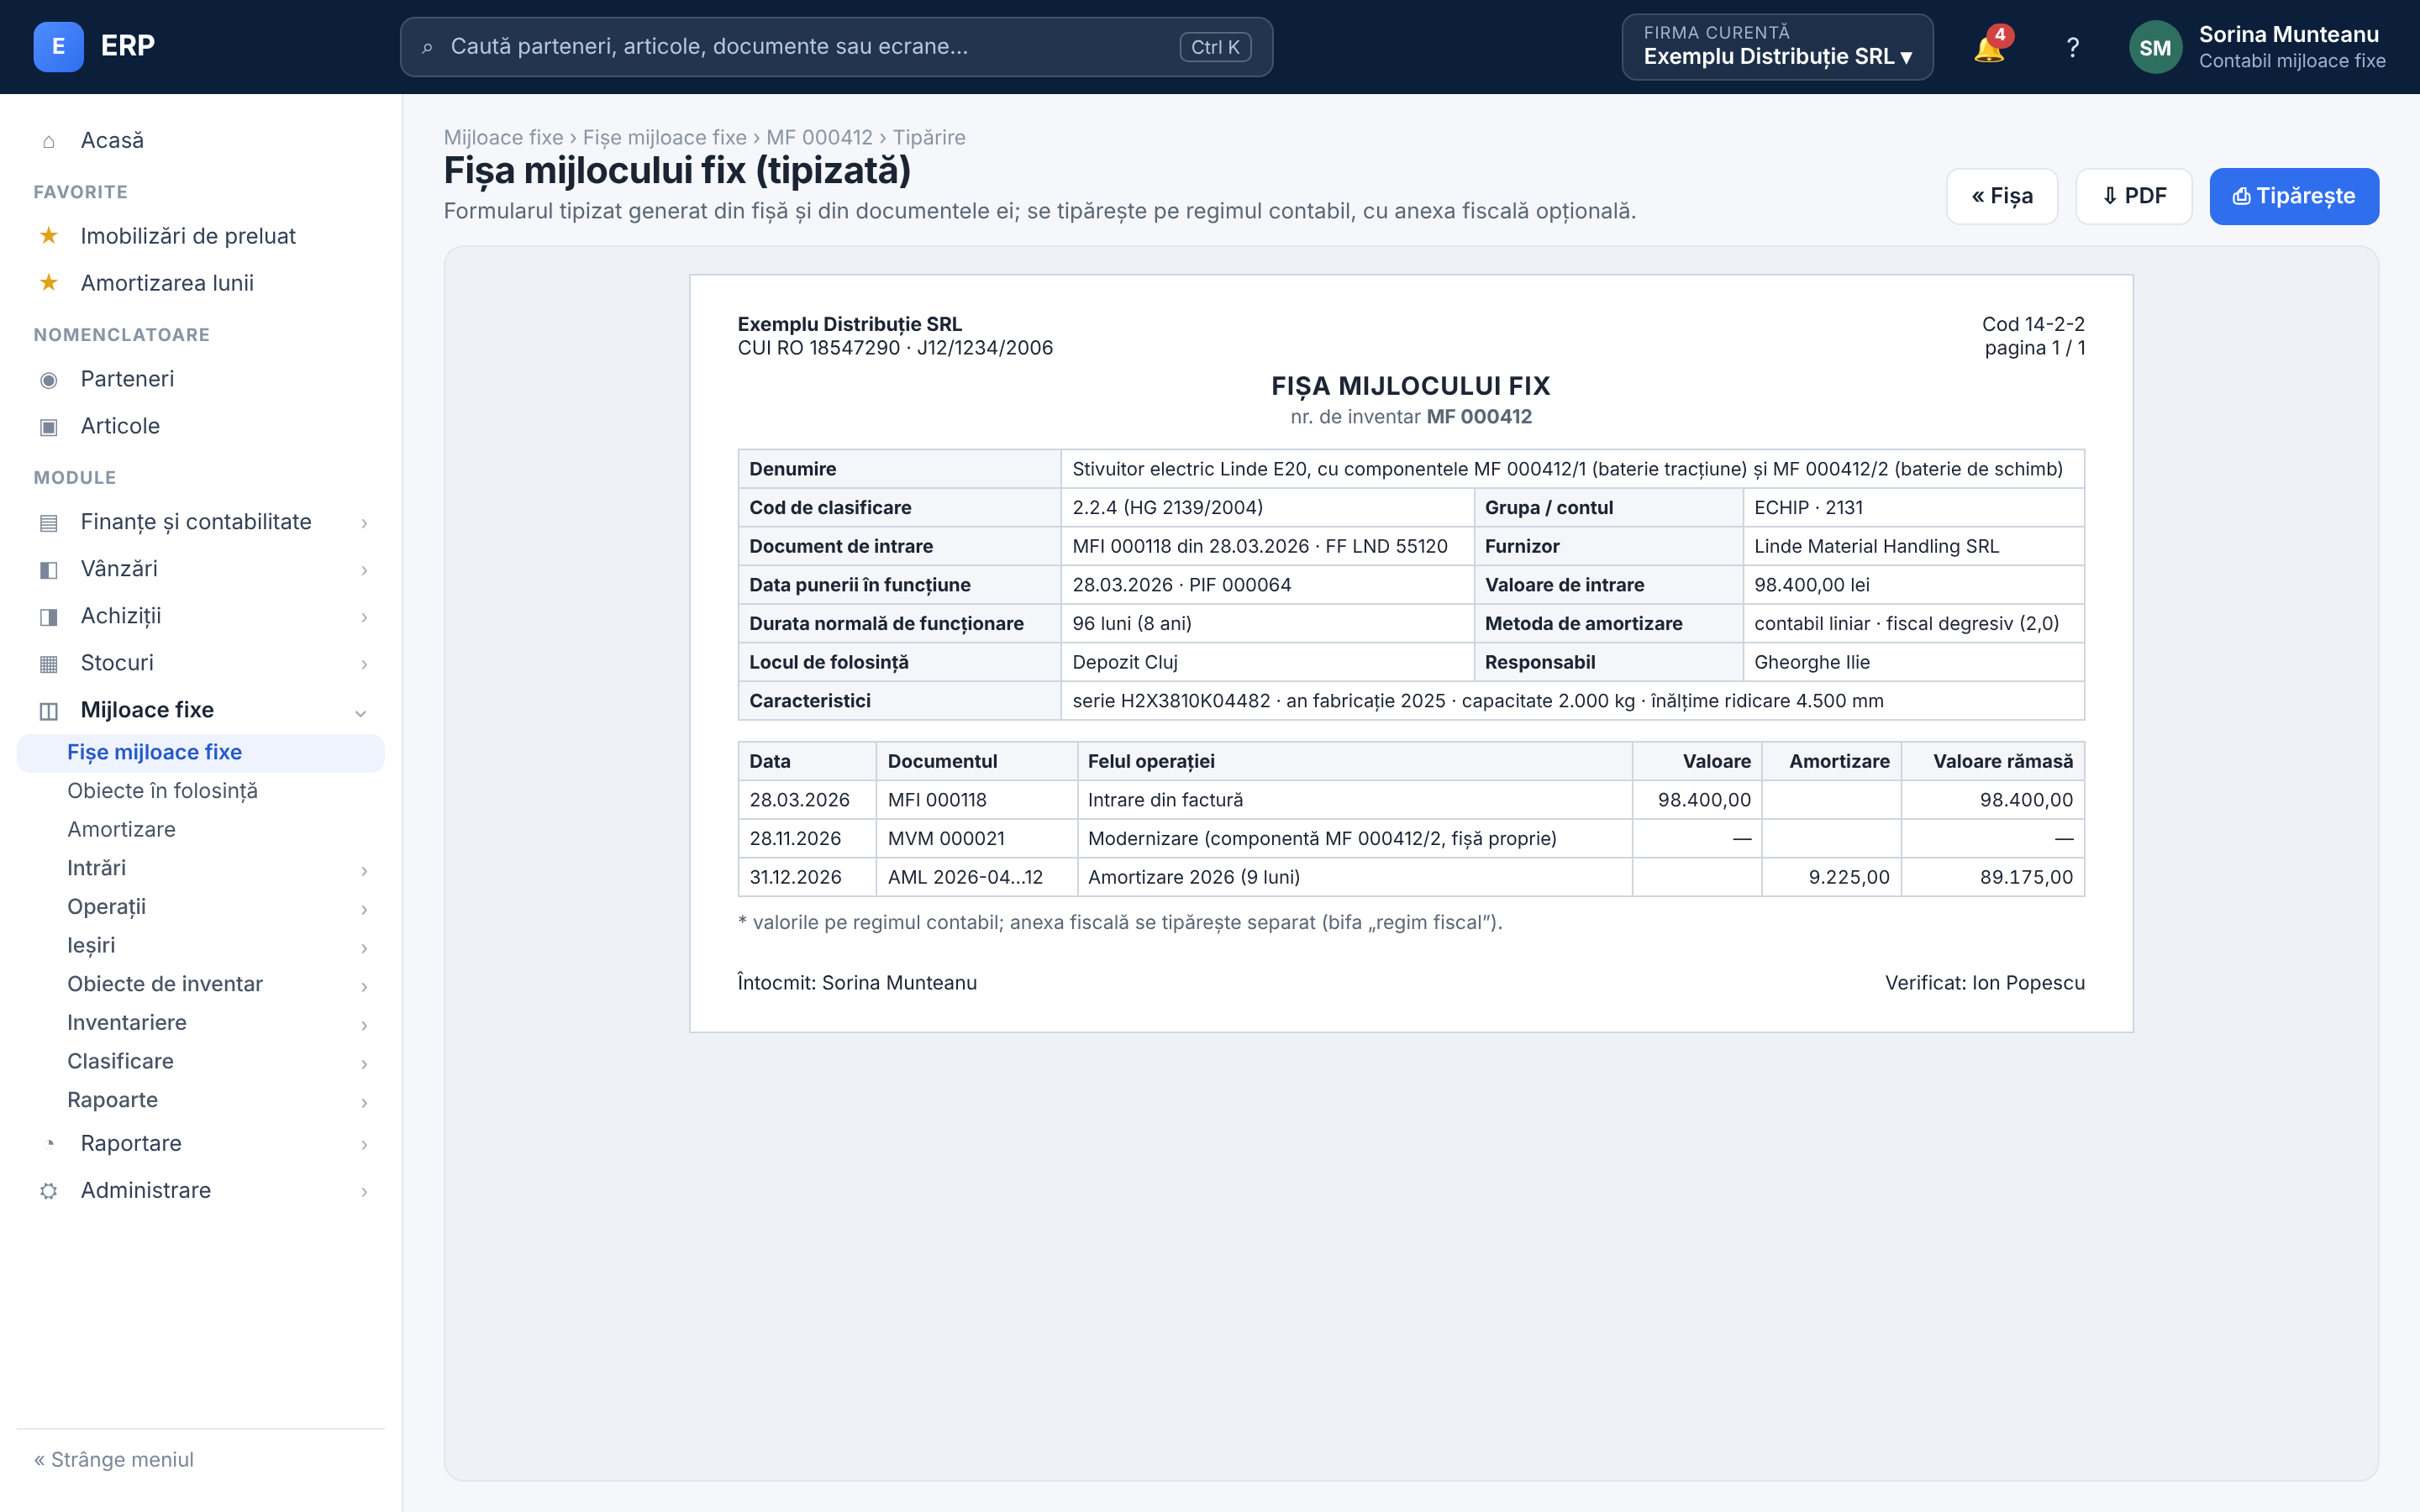 E ERP
Caută parteneri, articole, documente sau ecrane... Ctrl K
FIRMA CURENTĂ
Exemplu Distribuție SRL ▾
4
?
SM
Sorina Munteanu
Contabil mijloace fixe
Acasă
FAVORITE
Imobilizări de preluat
Amortizarea lunii
NOMENCLATOARE
Parteneri
Articole
MODULE
Finanțe și contabilitate
Vânzări
Achiziții
Stocuri
Mijloace fixe
Fișe mijloace fixe
Obiecte în folosință
Amortizare
Intrări
Operații
Ieșiri
Obiecte de inventar
Inventariere
Clasificare
Rapoarte
Raportare
Administrare
« Strânge meniul
Mijloace fixe › Fișe mijloace fixe › MF 000412 › Tipărire
Fișa mijlocului fix (tipizată)
Formularul tipizat generat din fișă și din documentele ei; se tipărește pe regimul contabil, cu anexa fiscală opțională.
« Fișa
⇩ PDF
⎙ Tipărește
Exemplu Distribuție SRL
CUI RO 18547290 · J12/1234/2006
Cod 14-2-2
pagina 1 / 1
FIȘA MIJLOCULUI FIX
nr. de inventar MF 000412
Denumire Stivuitor electric Linde E20, cu componentele MF 000412/1 (baterie tracțiune) și MF 000412/2 (baterie de schimb)
Cod de clasificare 2.2.4 (HG 2139/2004) Grupa / contul ECHIP · 2131
Document de intrare MFI 000118 din 28.03.2026 · FF LND 55120 Furnizor Linde Material Handling SRL
Data punerii în funcțiune 28.03.2026 · PIF 000064 Valoare de intrare 98.400,00 lei
Durata normală de funcționare 96 luni (8 ani) Metoda de amortizare contabil liniar · fiscal degresiv (2,0)
Locul de folosință Depozit Cluj Responsabil Gheorghe Ilie
Caracteristici serie H2X3810K04482 · an fabricație 2025 · capacitate 2.000 kg · înălțime ridicare 4.500 mm
Data Documentul Felul operației Valoare Amortizare Valoare rămasă
28.03.2026 MFI 000118 Intrare din factură 98.400,00 98.400,00
28.11.2026 MVM 000021 Modernizare (componentă MF 000412/2, fișă proprie) — —
31.12.2026 AML 2026-04…12 Amortizare 2026 (9 luni) 9.225,00 89.175,00
* valorile pe regimul contabil; anexa fiscală se tipărește separat (bifa „regim fiscal”).
Întocmit: Sorina Munteanu
Verificat: Ion Popescu